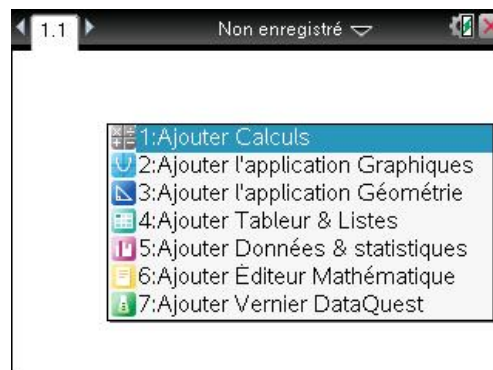 1.1 Non enregistré
1:Ajouter Calculs
2:Ajouter l'application Graphiques
3:Ajouter l'application Géométrie
4:Ajouter Tableur & Listes
5:Ajouter Données & statistiques
6:Ajouter Éditeur Mathématique
7:Ajouter Vernier DataQuest